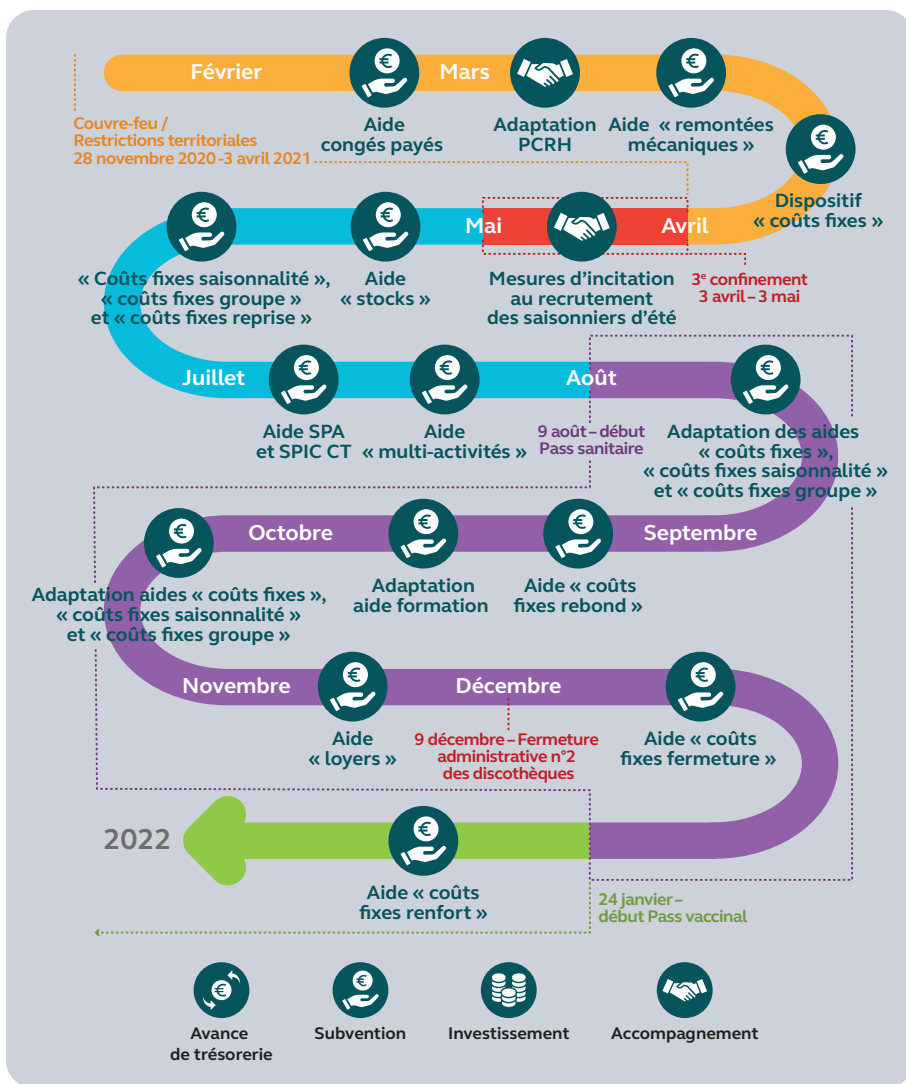 Février
Mars
Couvre-feu /
Restrictions territoriales
28 novembre 2020 -3 avril 2021
Aide
congés payés
Adaptation
PCRH
Aide « remontées
mécaniques »
Dispositif
« coûts fixes »
Mai
Avril
« Coûts fixes saisonnalité »,
« coûts fixes groupe »
et « coûts fixes reprise »
Aide
« stocks »
Mesures d’incitation
au recrutement
des saisonniers d’été
3e confinement
3 avril – 3 mai
Juillet
Août
Aide SPA
et SPIC CT
Aide
« multi-activités »
9 août – début
Pass sanitaire
Adaptation des aides
« coûts fixes »,
« coûts fixes saisonnalité »
et « coûts fixes groupe »
Octobre
Septembre
Adaptation aides « coûts fixes »,
« coûts fixes saisonnalité »
et « coûts fixes groupe »
Adaptation
aide formation
Aide « coûts
fixes rebond »
Novembre
Décembre
Aide
« loyers »
9 décembre – Fermeture
administrative n°2
des discothèques
Aide « coûts
fixes fermeture »
2022
Aide « coûts
fixes renfort »
24 janvier –
début Pass vaccinal
Avance
de trésorerie
Subvention
Investissement
Accompagnement